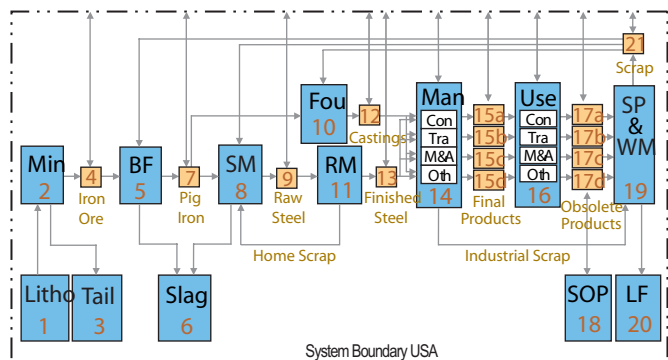 21
Scrap
Fou
10
12
Castings
Man
Con
Tra
M&A
Oth
14
15a
15b
15c
15d
Final
Products
Use
Con
Tra
M&A
Oth
16
17a
17b
17c
17d
Obsolete
Products
SP
&
WM
19
Min
2
4
Iron
Ore
BF
5
7
Pig
Iron
SM
8
9
Raw
Steel
RM
11
13
Finished
Steel
Home Scrap
Industrial Scrap
Litho
1
Tail
3
Slag
6
SOP
18
LF
20
System Boundary USA